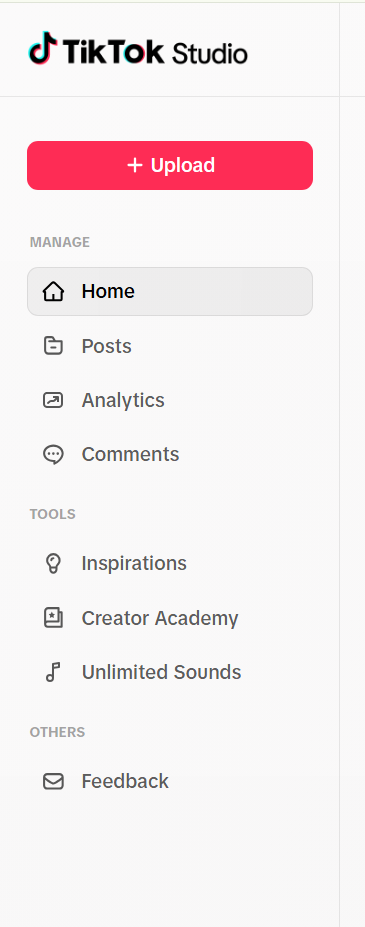 TikTok Studio
+ Upload
MANAGE
Home
Posts
Analytics
Comments
TOOLS
Inspirations
Creator Academy
Unlimited Sounds
OTHERS
Feedback